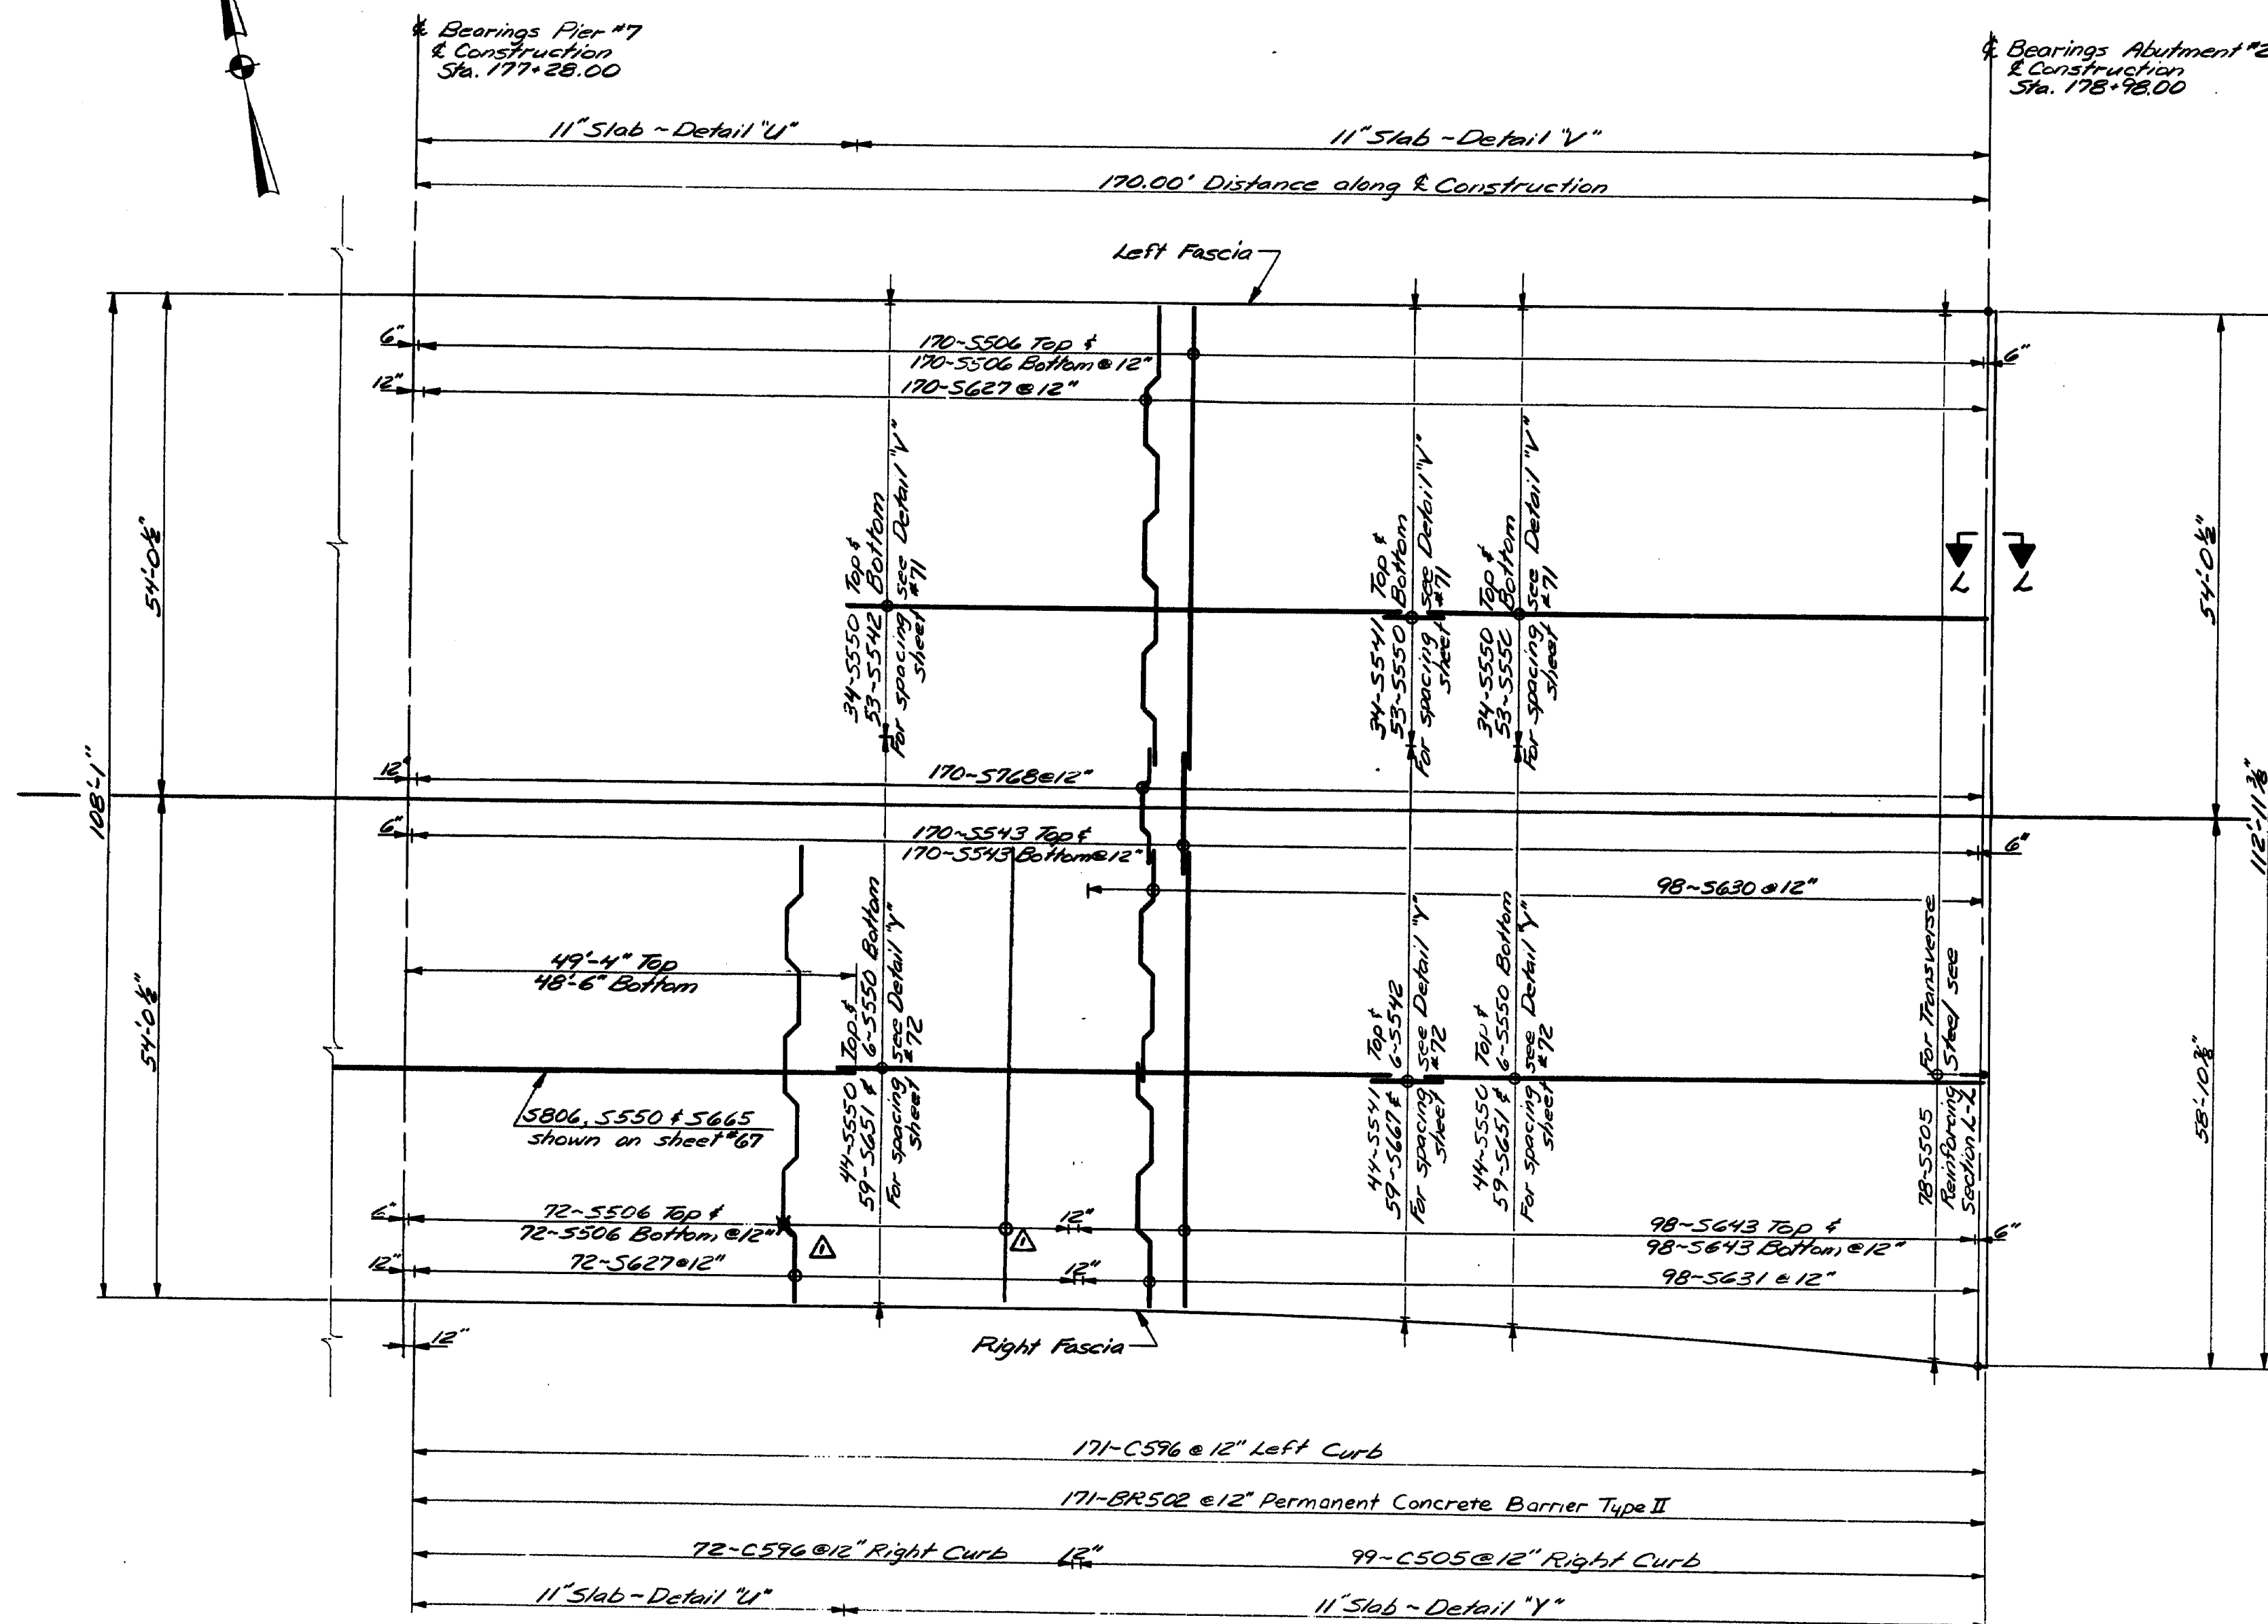 ℄ Bearings Pier #7
℄ Construction
Sta. 177+28.00
℄ Bearings Abutment #2
℄ Construction
Sta. 178+98.00
11" Slab ~ Detail "U"
11" Slab ~ Detail "V"
170.00' Distance along ℄ Construction
Left Fascia
6"
170~S506 Top &
170~S506 Bottom @ 12"
6"
12"
170-S627 @ 12"
54'-0½"
108'-1"
54'-0½"
34-S550 Top &
53-S542 Bottom
For spacing see Detail "V"
sheet #71
34-S541 Top &
53-S550 Bottom
For spacing see Detail "V"
sheet #71
34-S550 Top &
53-S550 Bottom
For spacing see Detail "V"
sheet #71
L L
54'-0½"
112'-11⅜"
12"
170~S768 @ 12"
6"
170~S543 Top &
170~S543 Bottom @ 12"
6"
98~S630 @ 12"
49'-4" Top
48'-6" Bottom
44-S550 Top &
59-S651 & 6-S550 Bottom
For spacing see Detail "Y"
sheet #72
44-S541 Top &
59-S667 & 6-S542
For spacing see Detail "Y"
sheet #72
44-S550 Top &
59-S651 & 6-S550 Bottom
For spacing see Detail "Y"
sheet #72
78-S505 For Transverse
Reinforcing Steel see
Section L-L
58'-10⅞"
S806, S550 & S665
shown on sheet #67
6"
72~S506 Top &
72~S506 Bottom @ 12"
1
1
12"
98~S643 Top &
98~S643 Bottom @ 12"
6"
12"
72~S627 @ 12"
12"
98~S631 @ 12"
12"
Right Fascia
171-C596 @ 12" Left Curb
171-BR502 @ 12" Permanent Concrete Barrier Type II
72~C596 @ 12" Right Curb
12"
99~C505 @ 12" Right Curb
11" Slab ~ Detail "U"
11" Slab ~ Detail "Y"